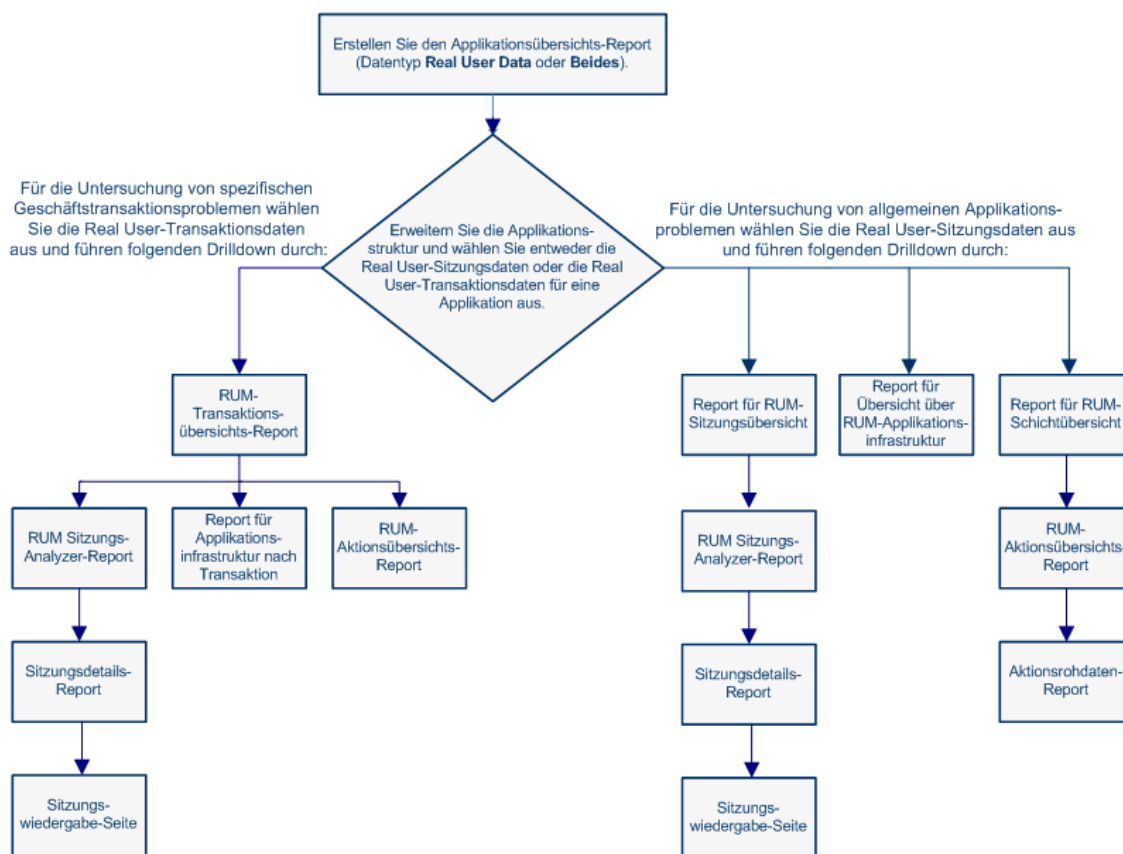 Erstellen Sie den Applikationsübersichts-Report
(Datentyp Real User Data oder Beides).
Für die Untersuchung von spezifischen
Geschäftstransaktionsproblemen wählen
Sie die Real User-Transaktionsdaten
aus und führen folgenden Drilldown durch:
Erweitern Sie die Applikations-
struktur und wählen Sie entweder die
Real User-Sitzungsdaten oder die Real
User-Transaktionsdaten für eine
Applikation aus.
Für die Untersuchung von allgemeinen Applikations-
problemen wählen Sie die Real User-Sitzungsdaten aus
und führen folgenden Drilldown durch:
RUM-
Transaktions-
übersichts-Report
Report für RUM-
Sitzungsübersicht
Report für
Übersicht über
RUM-Applikations-
infrastruktur
Report für RUM-
Schichtübersicht
RUM Sitzungs-
Analyzer-Report
Report für
Applikations-
infrastruktur nach
Transaktion
RUM-
Aktionsübersichts-
Report
RUM Sitzungs-
Analyzer-Report
RUM-
Aktionsübersichts-
Report
Sitzungsdetails-
Report
Sitzungsdetails-
Report
Aktionsrohdaten-
Report
Sitzungs-
wiedergabe-Seite
Sitzungs-
wiedergabe-Seite